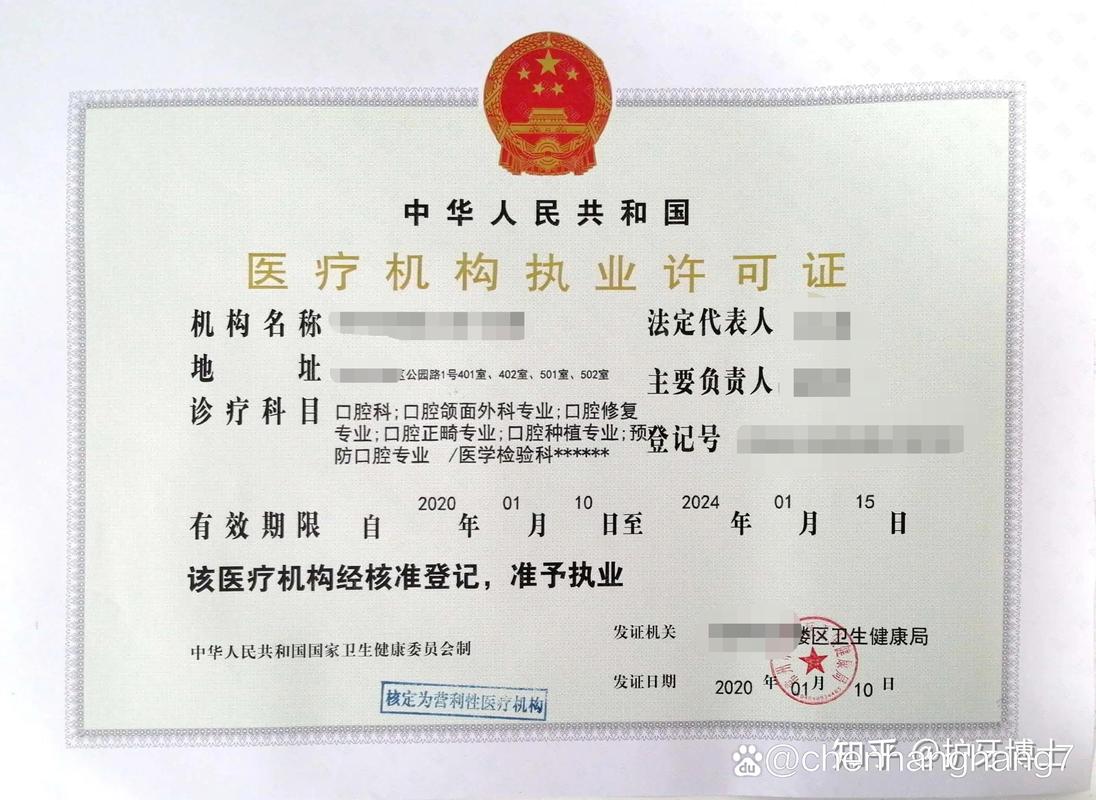 中华人民共和国
医疗机构执业许可证
机构名称
法定代表人
地 址 区公园路1号401室、402室、501室、502室
主要负责人
诊疗科目 口腔科;口腔颌面外科专业;口腔修复
专业;口腔正畸专业;口腔种植专业;预
防口腔专业 /医学检验科******
登记号
有效期限 自 2020 年 01 月 10 日至 2024 年 01 月 15 日
该医疗机构经核准登记，准予执业
发证机关 楼区卫生健康局
中华人民共和国国家卫生健康委员会制
发证日期 2020 年 01 月 10 日
核定为营利性医疗机构
知乎 @护牙博士
Bai du @chenhanghang7